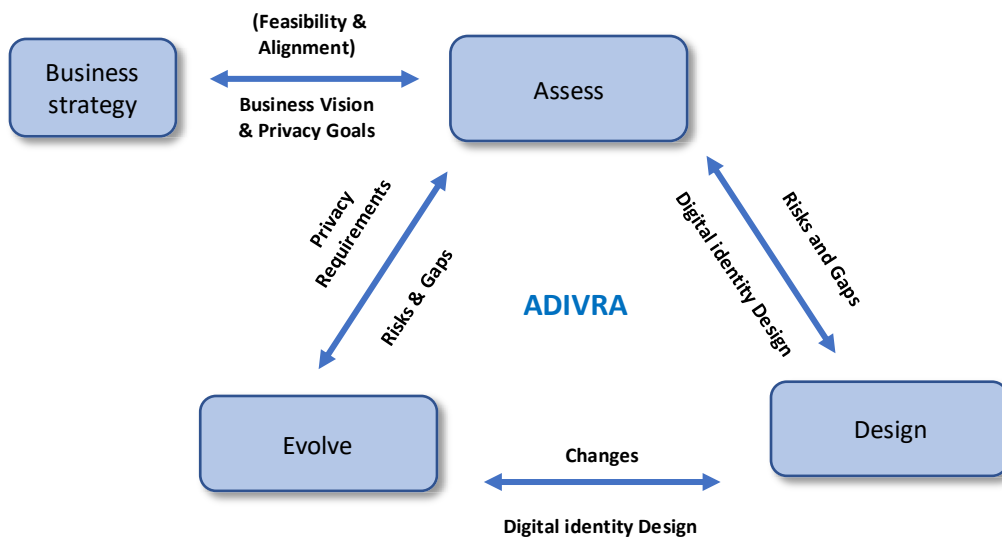 (Feasibility &
Alignment)
Business
strategy
Business Vision
& Privacy Goals
Assess
Privacy
Requirements
Risks & Gaps
Digital identity Design
Risks and Gaps
ADIVRA
Evolve
Changes
Digital identity Design
Design